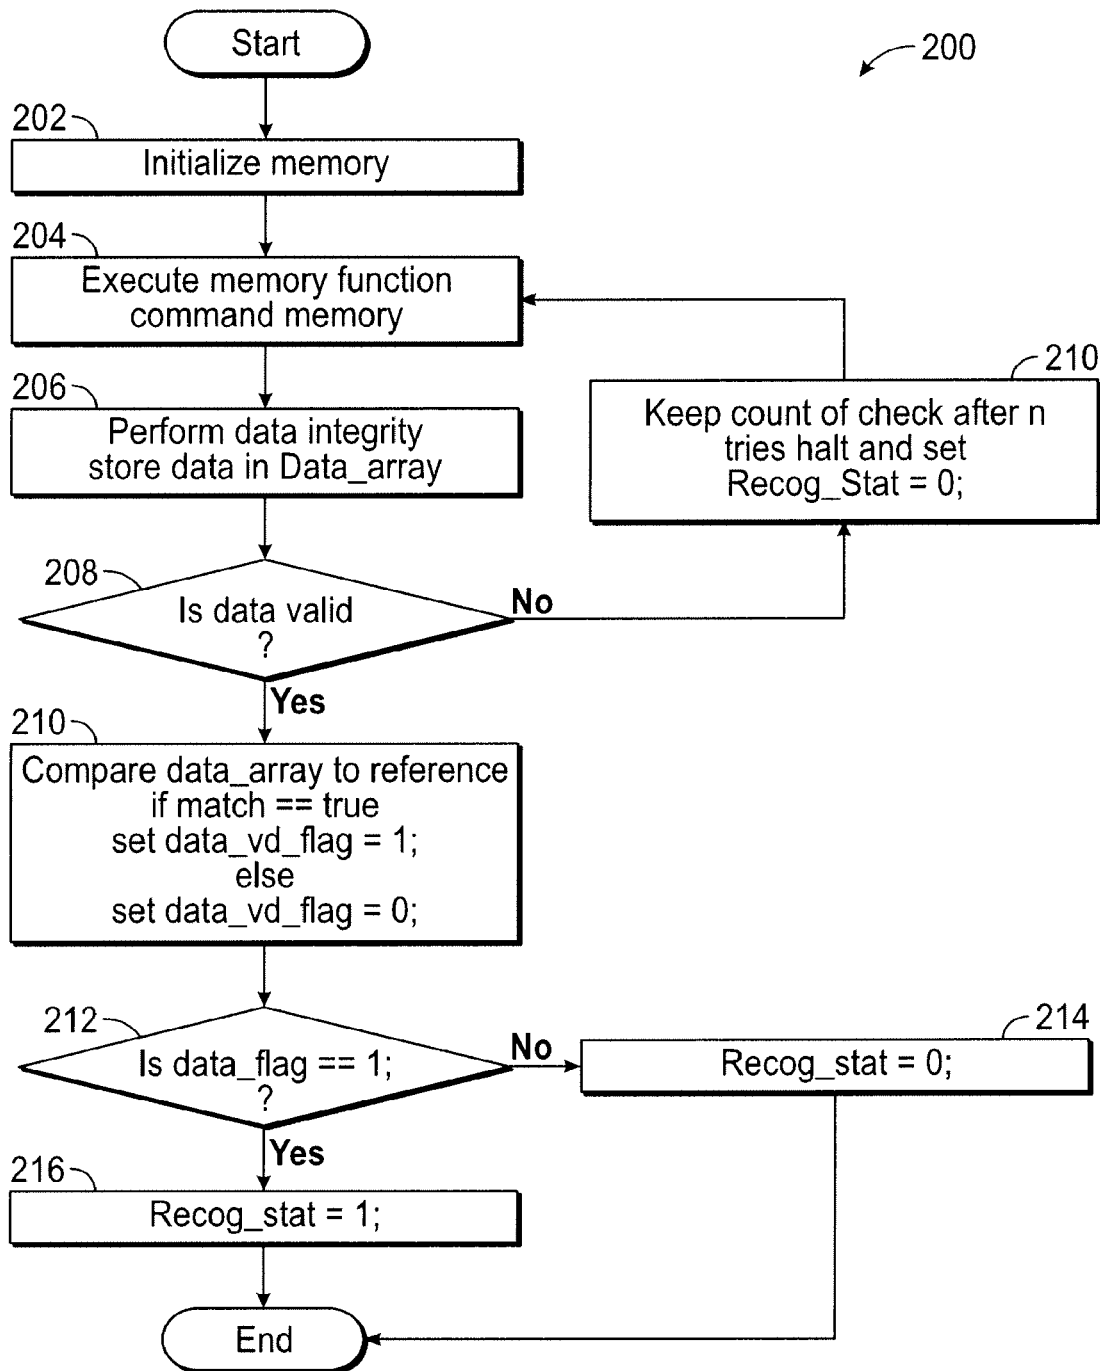 Start
200
202
Initialize memory
204
Execute memory function
command memory
210
Keep count of check after n
tries halt and set
Recog_Stat = 0;
206
Perform data integrity
store data in Data_array
208
Is data valid
?
No
Yes
210
Compare data_array to reference
if match == true
set data_vd_flag = 1;
else
set data_vd_flag = 0;
212
Is data_flag == 1;
?
No
214
Recog_stat = 0;
Yes
216
Recog_stat = 1;
End